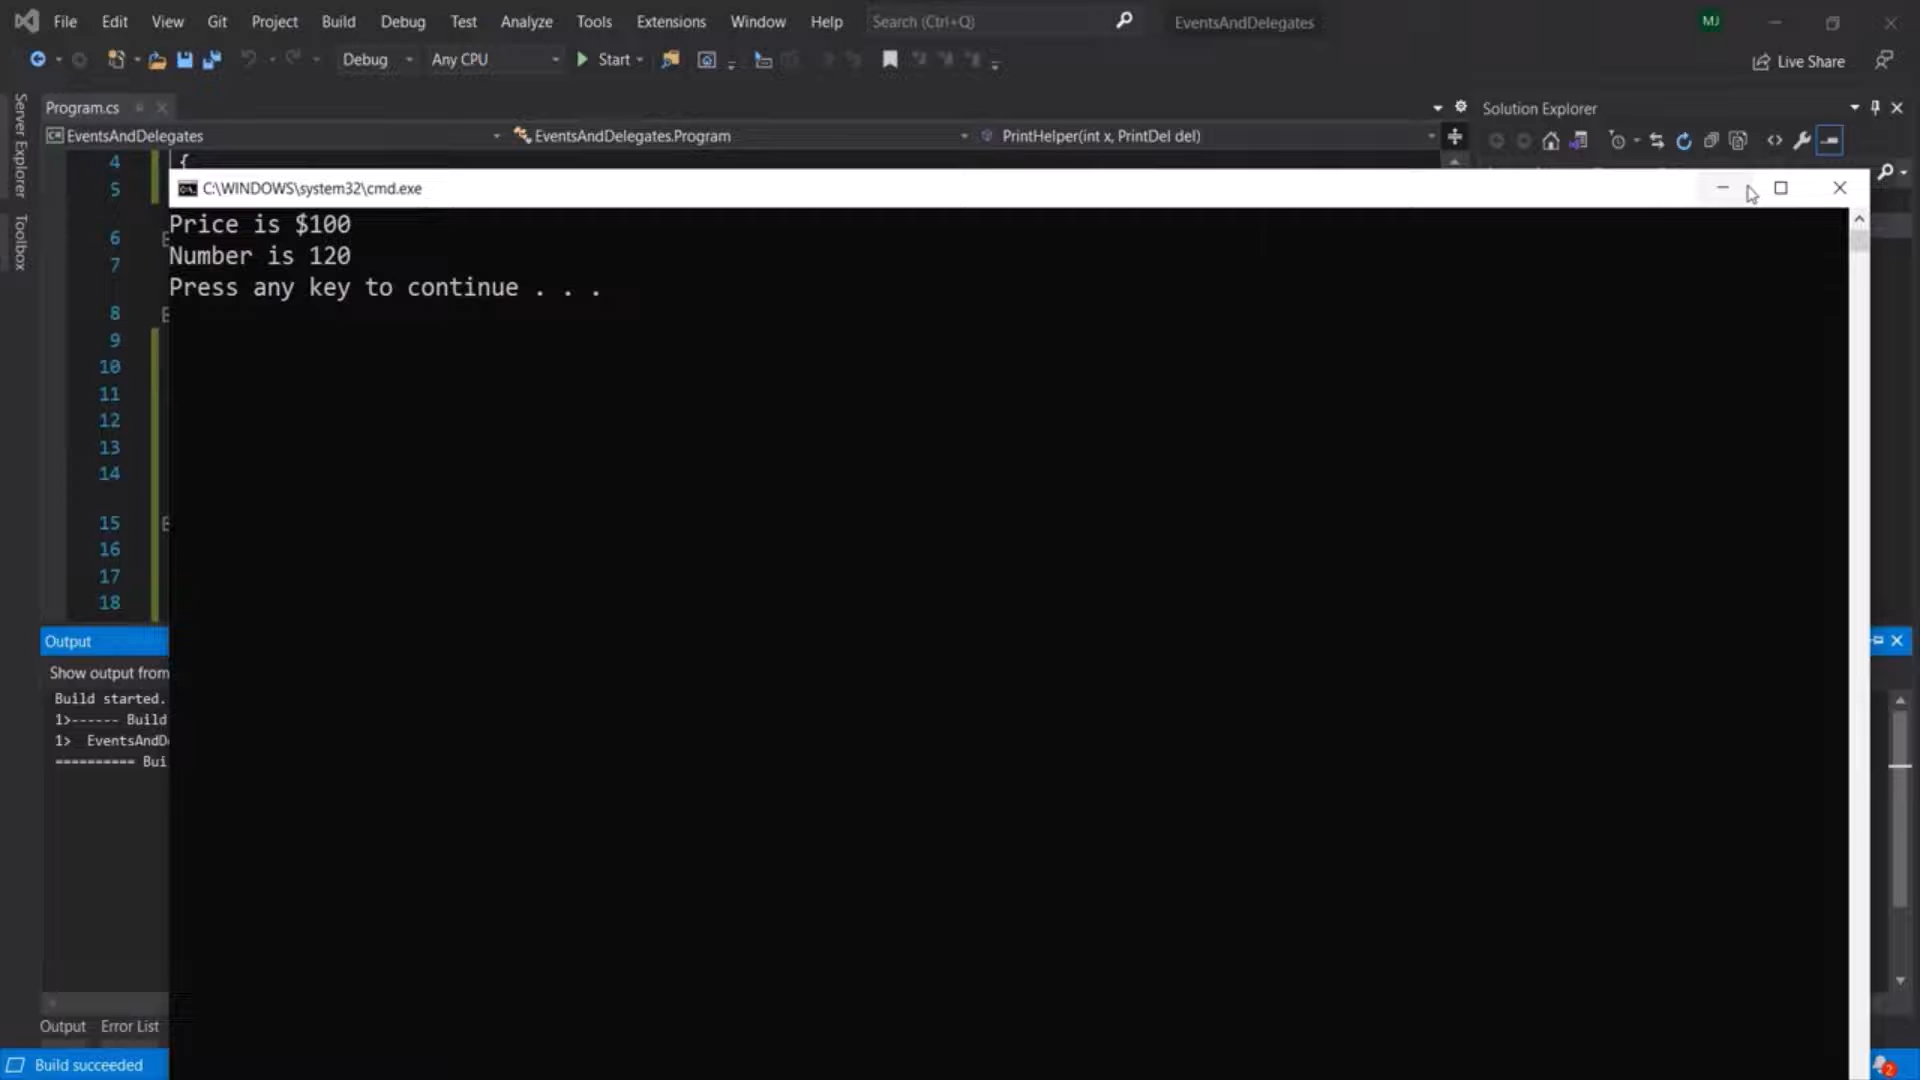 File Edit View Git Project Build Debug Test Analyze Tools Extensions Window Help Search (Ctrl+Q) EventsAndDelegates MJ
Debug Any CPU Start Live Share
Server Explorer
Toolbox
Program.cs
Solution Explorer
EventsAndDelegates EventsAndDelegates.Program PrintHelper(int x, PrintDel del)
4 {
5
C:\WINDOWS\system32\cmd.exe
Price is $100
Number is 120
Press any key to continue . . .
6
7
8
9
10
11
12
13
14
15
16
17
18
Output
Show output from
Build started.
1>------ Build
1> EventsAndD
========== Bui
Output Error List
Build succeeded
2